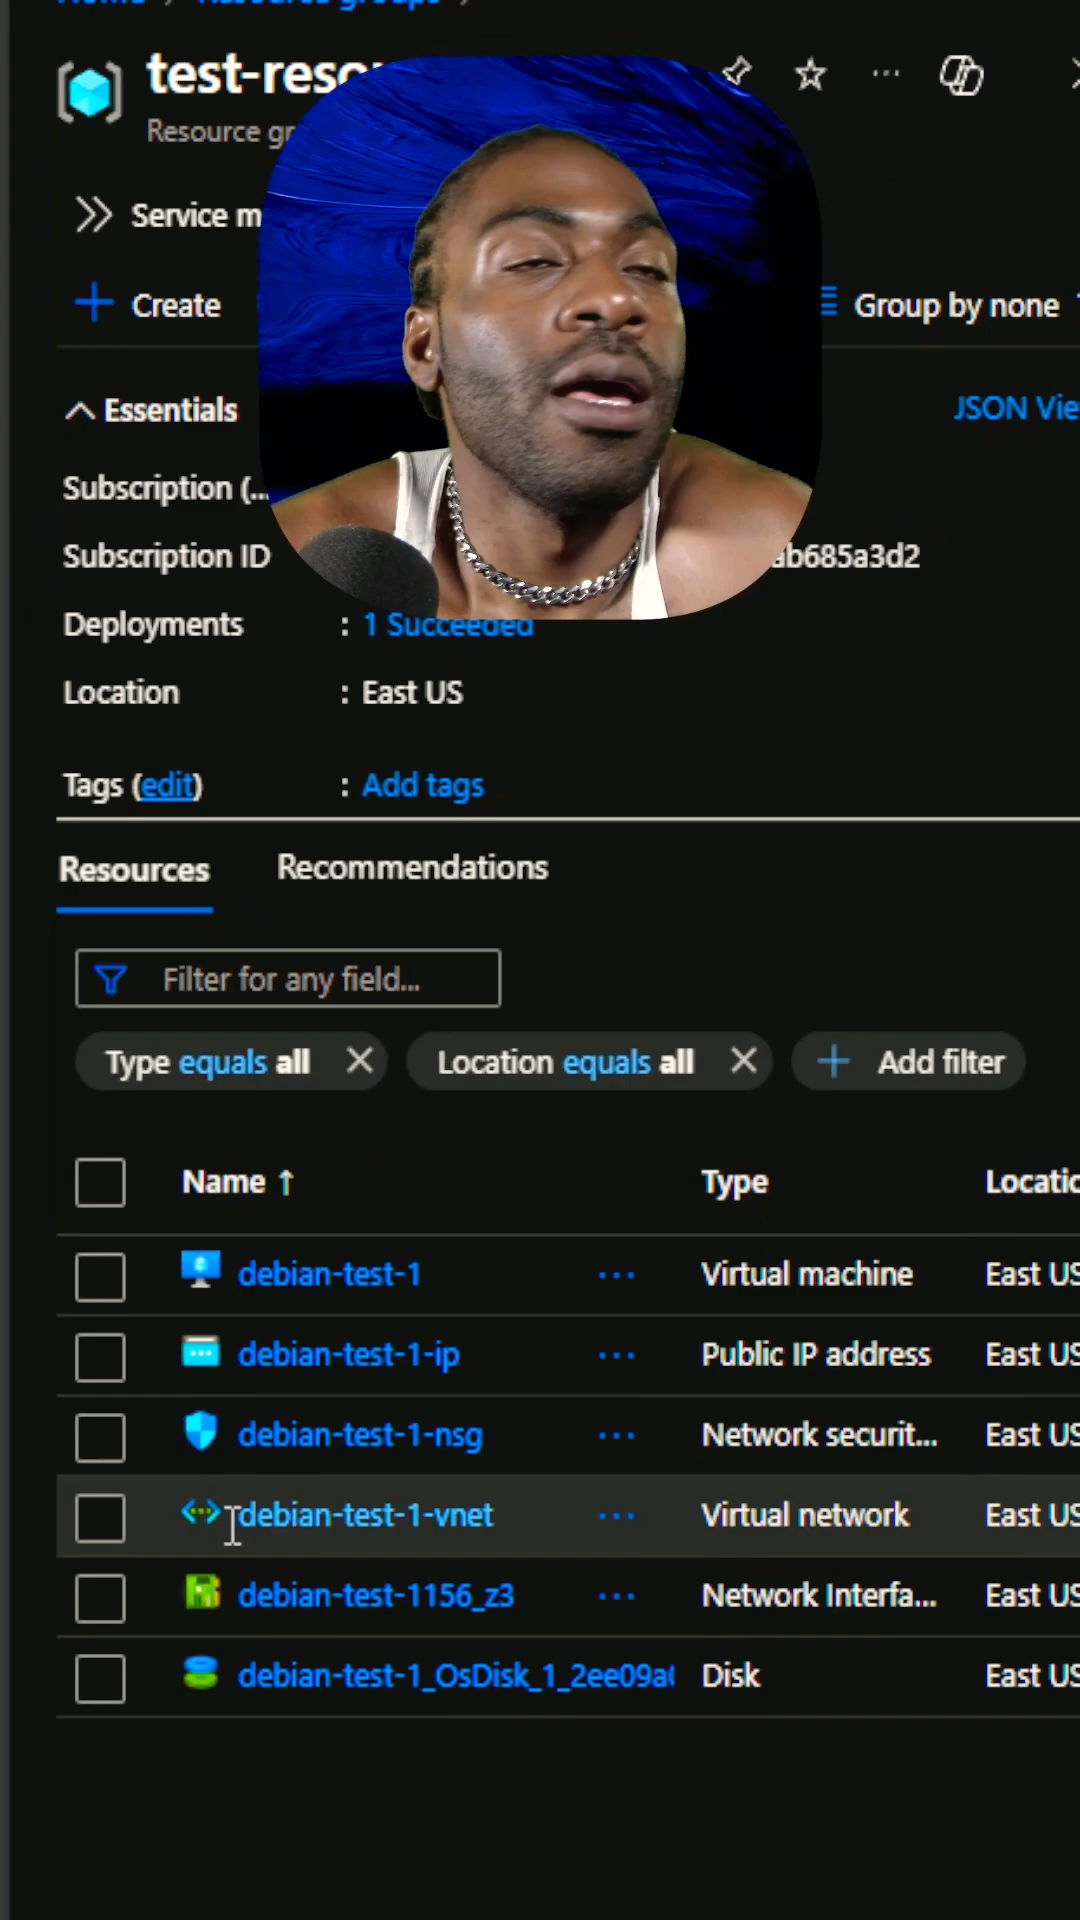 Home
Resource groups
test-reso
Resource gr
Service m
Create
Group by none
Essentials
JSON Vie
Subscription (...
Subscription ID
ab685a3d2
Deployments : 1 Succeeded
Location : East US
Tags (edit) : Add tags
Resources Recommendations
Filter for any field...
Type equals all
Location equals all
Add filter
Name ↑ Type Locatio
debian-test-1 ... Virtual machine East US
debian-test-1-ip ... Public IP address East US
debian-test-1-nsg ... Network securit... East US
debian-test-1-vnet ... Virtual network East US
debian-test-1156_z3 ... Network Interfa... East US
debian-test-1_OsDisk_1_2ee09a Disk East US